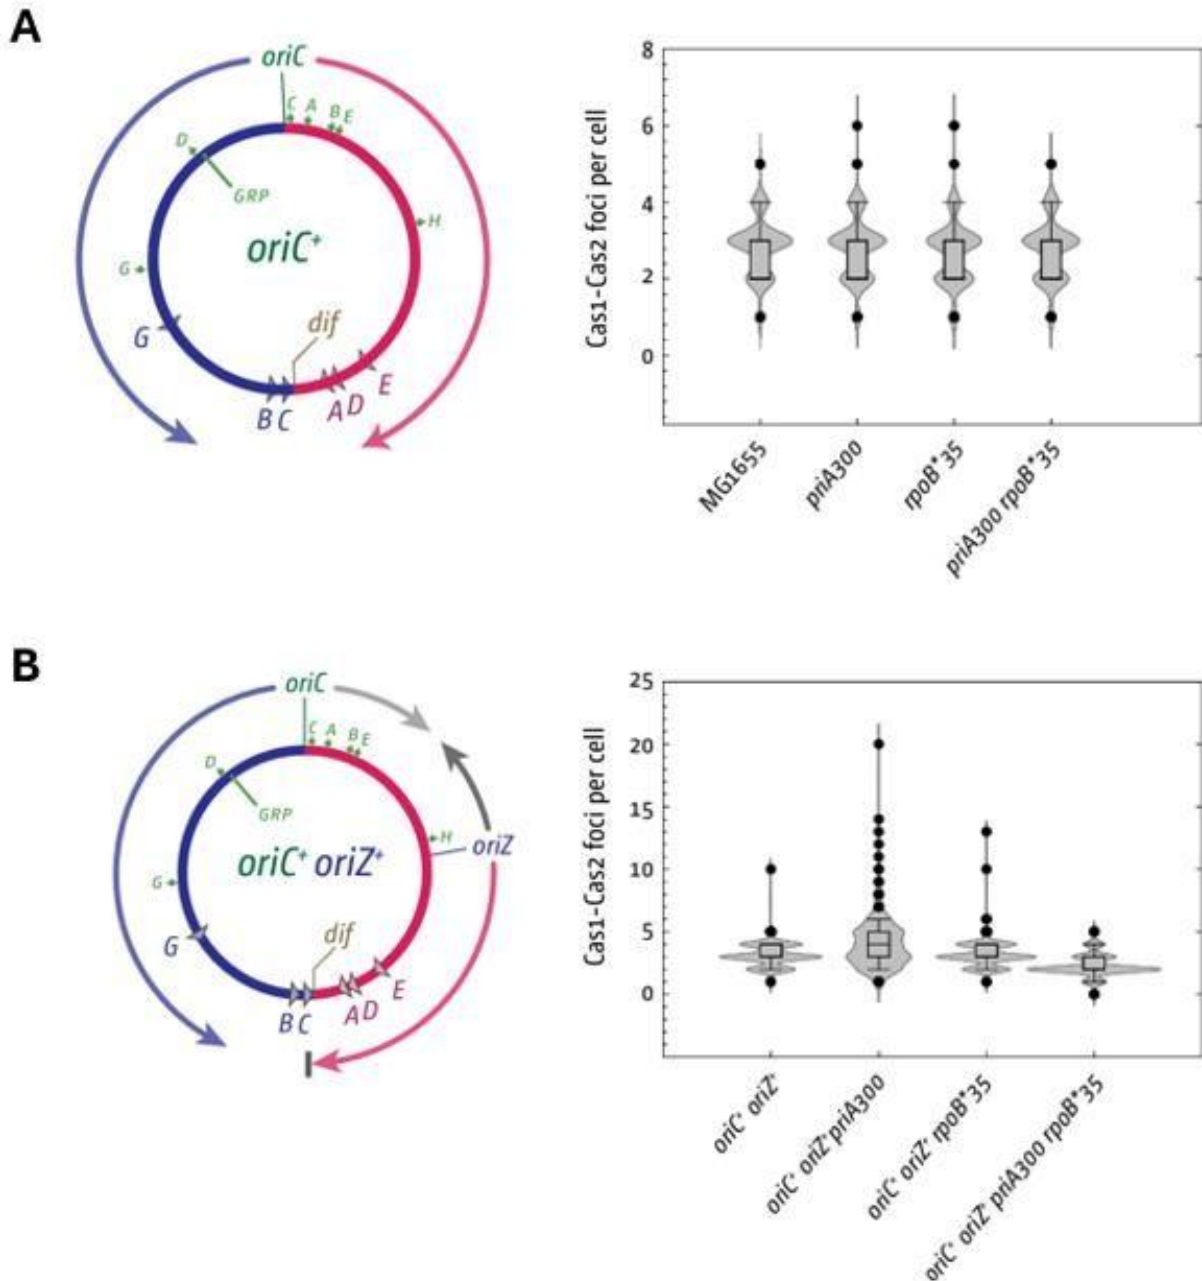 A
oriC
C A B E
D
GRP
H
oriC⁺
G
G
dif
E
B C A D
Cas1-Cas2 foci per cell
8
6
4
2
0
MG1655
priA300
rpoB*35
priA300 rpoB*35
B
oriC
C A B E
D
GRP
H
oriZ
oriC⁺ oriZ⁺
G
G
dif
E
B C A D
Cas1-Cas2 foci per cell
25
20
15
10
5
0
oriC⁺ oriZ⁺
oriC⁺ oriZ⁺ priA300
oriC⁺ oriZ⁺ rpoB*35
oriC⁺ oriZ⁺ priA300 rpoB*35